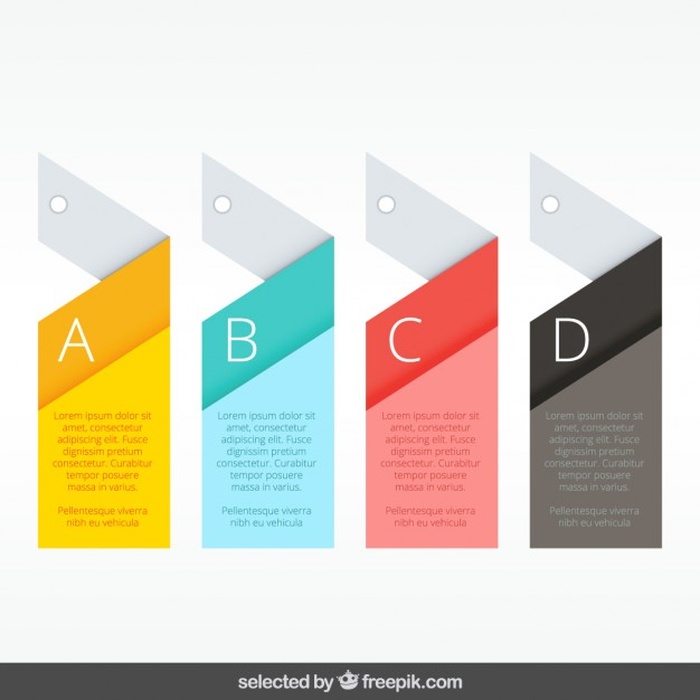 A
Lorem ipsum dolor sit
amet, consectetur
adipiscing elit. Fusce
dignissim pretium
consectetur. Curabitur
tempor posuere
massa in varius.
Pellentesque viverra
nibh eu vehicula
B
Lorem ipsum dolor sit
amet, consectetur
adipiscing elit. Fusce
dignissim pretium
consectetur. Curabitur
tempor posuere
massa in varius.
Pellentesque viverra
nibh eu vehicula
C
Lorem ipsum dolor sit
amet, consectetur
adipiscing elit. Fusce
dignissim pretium
consectetur. Curabitur
tempor posuere
massa in varius.
Pellentesque viverra
nibh eu vehicula
D
Lorem ipsum dolor sit
amet, consectetur
adipiscing elit. Fusce
dignissim pretium
consectetur. Curabitur
tempor posuere
massa in varius.
Pellentesque viverra
nibh eu vehicula
selected by freepik.com